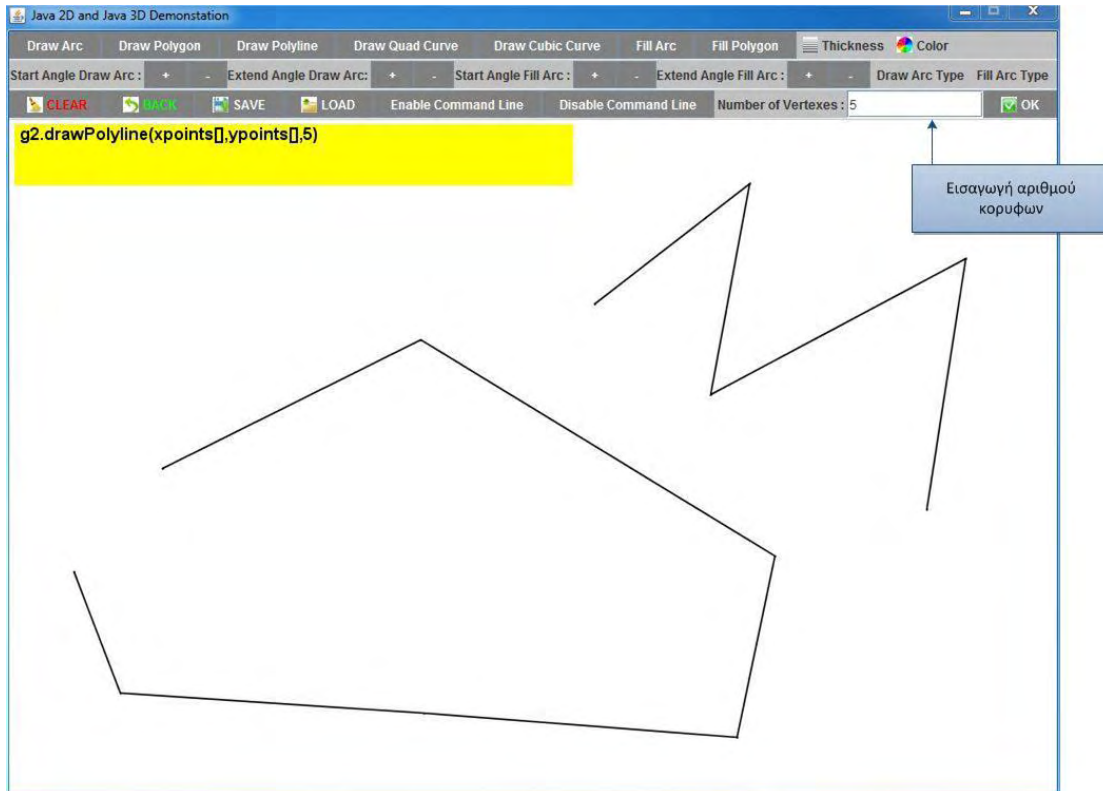 Java 2D and Java 3D Demonstation
Draw Arc Draw Polygon Draw Polyline Draw Quad Curve Draw Cubic Curve Fill Arc Fill Polygon Thickness Color
Start Angle Draw Arc : + - Extend Angle Draw Arc: + - Start Angle Fill Arc : + - Extend Angle Fill Arc : + - Draw Arc Type Fill Arc Type
CLEAR BACK SAVE LOAD Enable Command Line Disable Command Line Number of Vertexes : 5 OK
g2.drawPolyline(xpoints[],ypoints[],5)
Εισαγωγή αριθμού
κορυφων